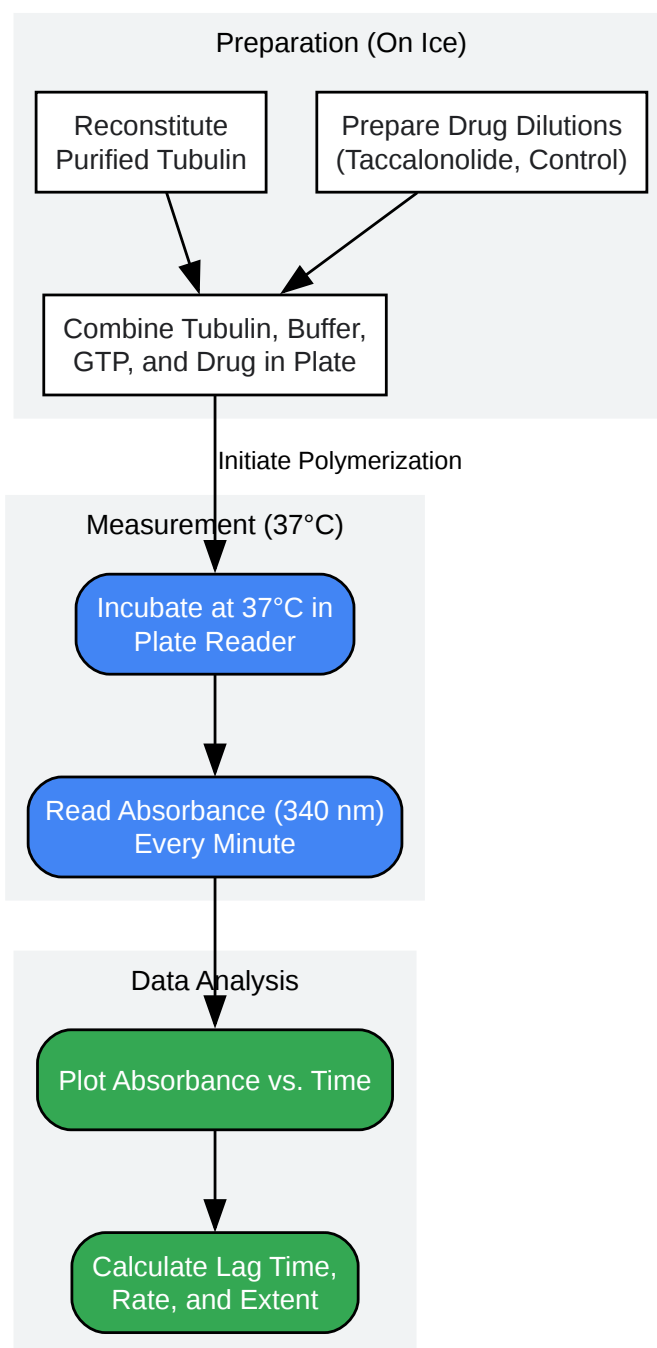 Preparation (On Ice)
Reconstitute
Purified Tubulin
Prepare Drug Dilutions
(Taccalonolide, Control)
Combine Tubulin, Buffer,
GTP, and Drug in Plate
Initiate Polymerization
Measurement (37°C)
Incubate at 37°C in
Plate Reader
Read Absorbance (340 nm)
Every Minute
Data Analysis
Plot Absorbance vs. Time
Calculate Lag Time,
Rate, and Extent